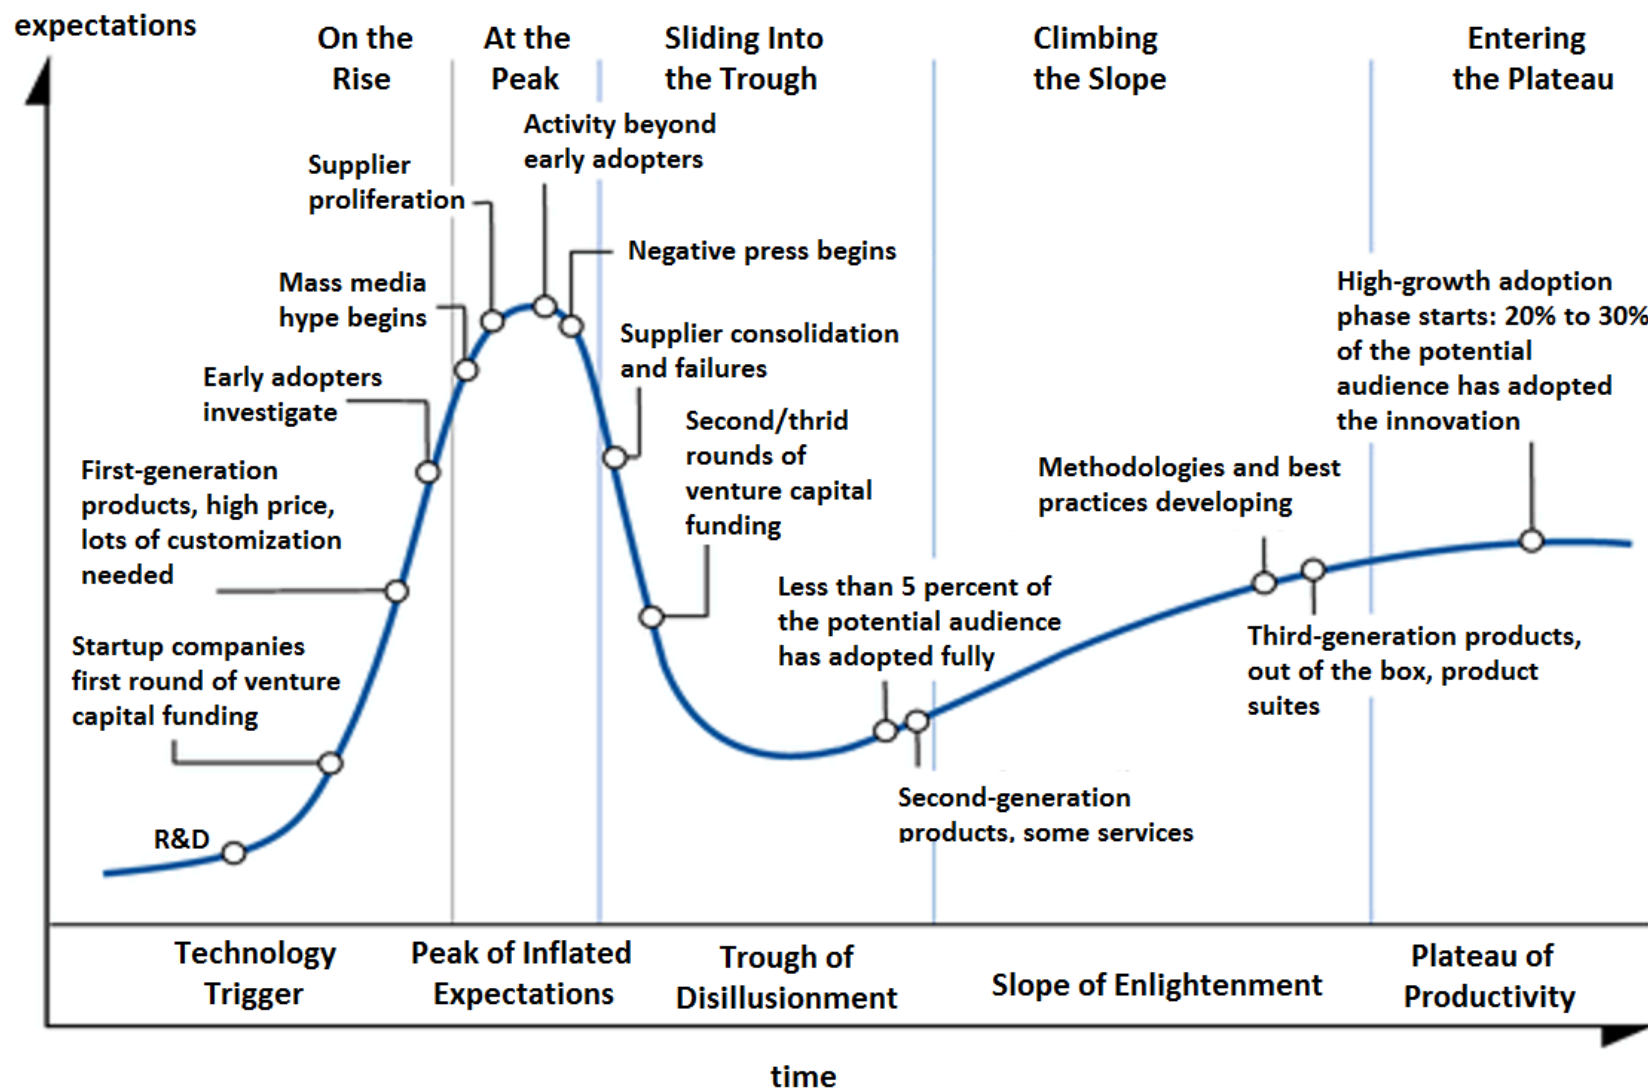 expectations
On the
Rise
At the
Peak
Sliding Into
the Trough
Climbing
the Slope
Entering
the Plateau
Activity beyond
early adopters
Supplier
proliferation
Negative press begins
Mass media
hype begins
Supplier consolidation
and failures
High-growth adoption
phase starts: 20% to 30%
of the potential
audience has adopted
the innovation
Early adopters
investigate
Second/thrid
rounds of
venture capital
funding
First-generation
products, high price,
lots of customization
needed
Methodologies and best
practices developing
Less than 5 percent of
the potential audience
has adopted fully
Startup companies
first round of venture
capital funding
Third-generation products,
out of the box, product
suites
Second-generation
products, some services
R&D
Technology
Trigger
Peak of Inflated
Expectations
Trough of
Disillusionment
Slope of Enlightenment
Plateau of
Productivity
time